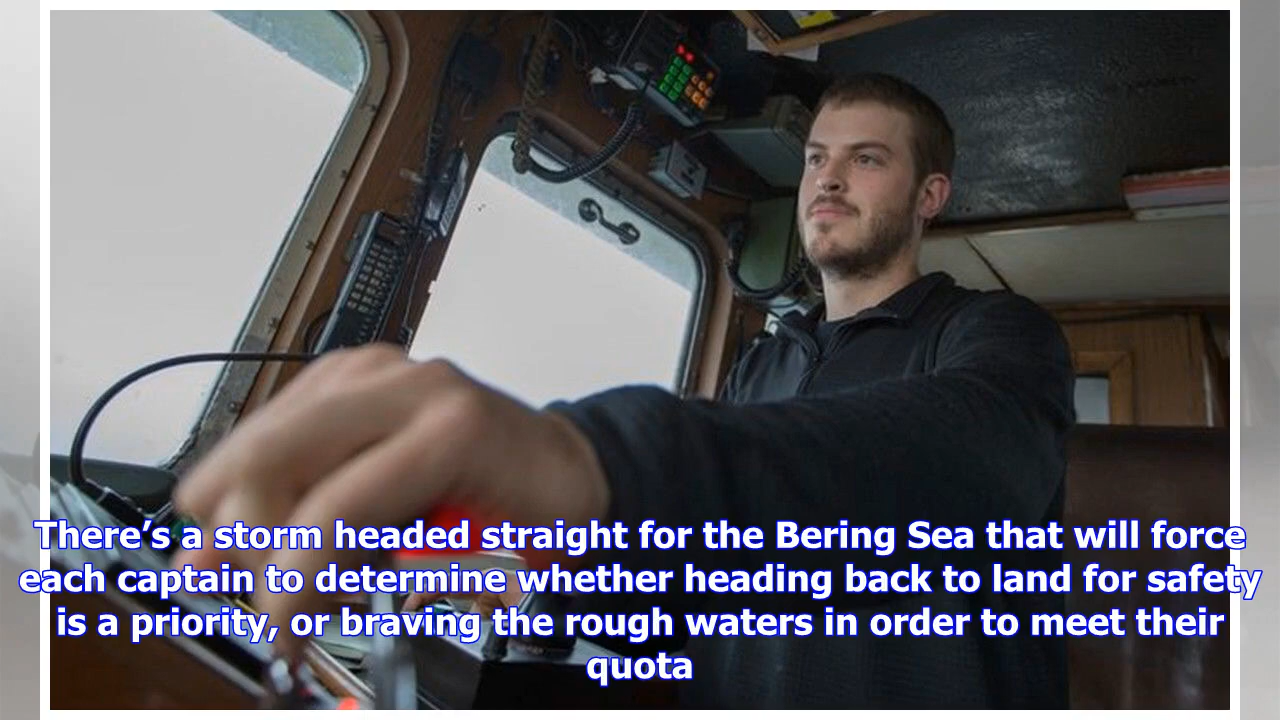 There’s a storm headed straight for the Bering Sea that will force
each captain to determine whether heading back to land for safety
is a priority, or braving the rough waters in order to meet their
quota